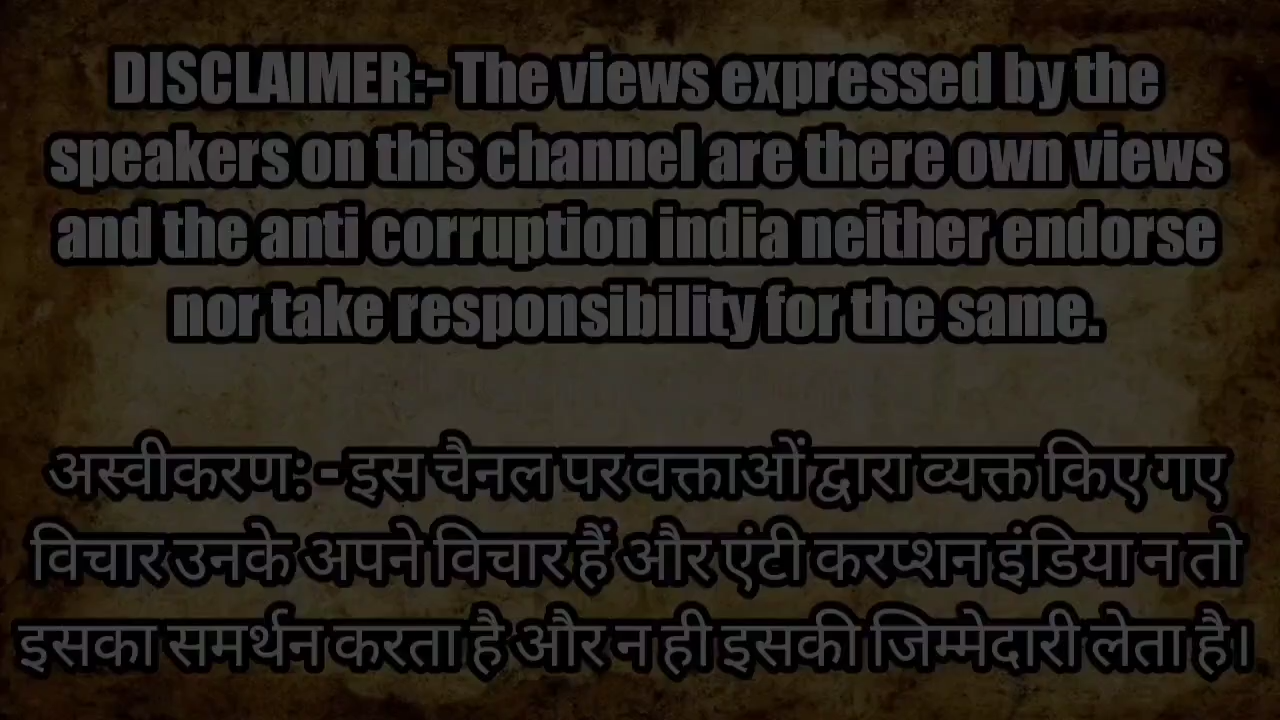 DISCLAIMER:- The views expressed by the
speakers on this channel are there own views
and the anti corruption india neither endorse
nor take responsibility for the same.
अस्वीकरण: - इस चैनल पर वक्ताओं द्वारा व्यक्त किए गए
विचार उनके अपने विचार हैं और एंटी करप्शन इंडिया न तो
इसका समर्थन करता है और न ही इसकी जिम्मेदारी लेता है।